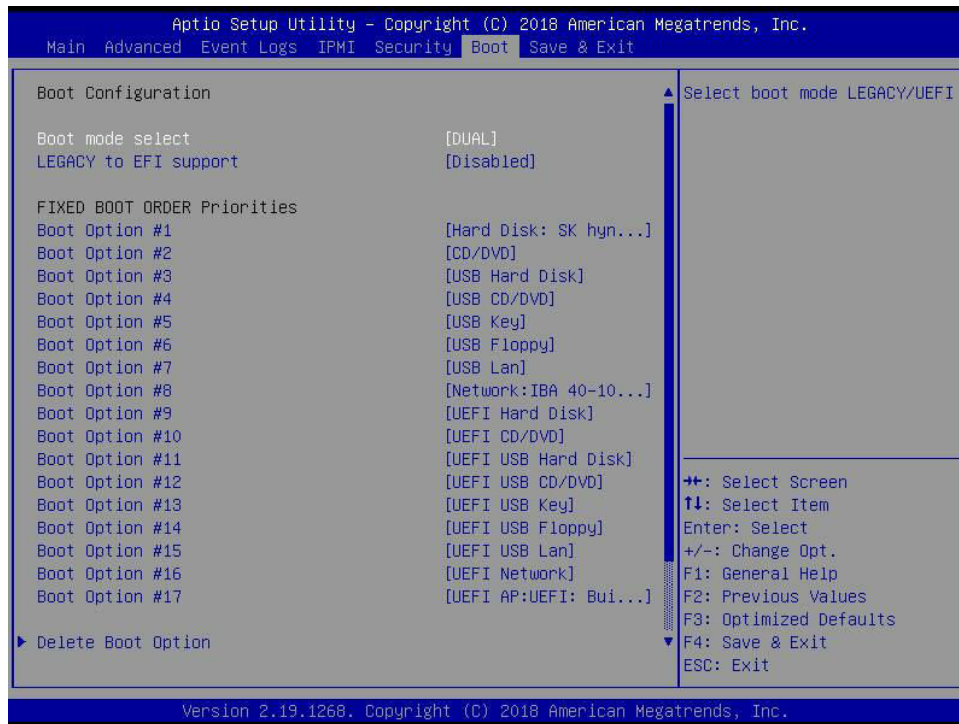 Aptio Setup Utility – Copyright (C) 2018 American Megatrends, Inc.
Main Advanced Event Logs IPMI Security Boot Save & Exit
Boot Configuration
Select boot mode LEGACY/UEFI
Boot mode select [DUAL]
LEGACY to EFI support [Disabled]
FIXED BOOT ORDER Priorities
Boot Option #1 [Hard Disk: SK hyn...]
Boot Option #2 [CD/DVD]
Boot Option #3 [USB Hard Disk]
Boot Option #4 [USB CD/DVD]
Boot Option #5 [USB Key]
Boot Option #6 [USB Floppy]
Boot Option #7 [USB Lan]
Boot Option #8 [Network:IBA 40-10...]
Boot Option #9 [UEFI Hard Disk]
Boot Option #10 [UEFI CD/DVD]
Boot Option #11 [UEFI USB Hard Disk]
Boot Option #12 [UEFI USB CD/DVD]
Boot Option #13 [UEFI USB Key]
Boot Option #14 [UEFI USB Floppy]
Boot Option #15 [UEFI USB Lan]
Boot Option #16 [UEFI Network]
Boot Option #17 [UEFI AP:UEFI: Bui...]
Delete Boot Option
→←: Select Screen
↑↓: Select Item
Enter: Select
+/-: Change Opt.
F1: General Help
F2: Previous Values
F3: Optimized Defaults
F4: Save & Exit
ESC: Exit
Version 2.19.1268. Copyright (C) 2018 American Megatrends, Inc.